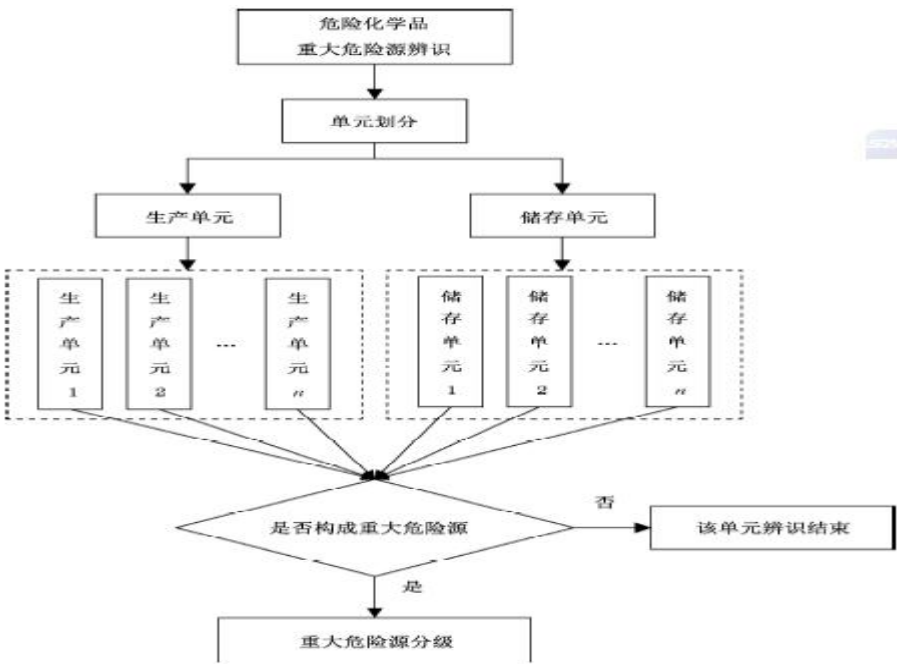 危险化学品
重大危险源辨识
单元划分
生产单元
储存单元
生产单元1
生产单元2
...
生产单元n
储存单元1
储存单元2
...
储存单元n
是否构成重大危险源
否
该单元辨识结束
是
重大危险源分级